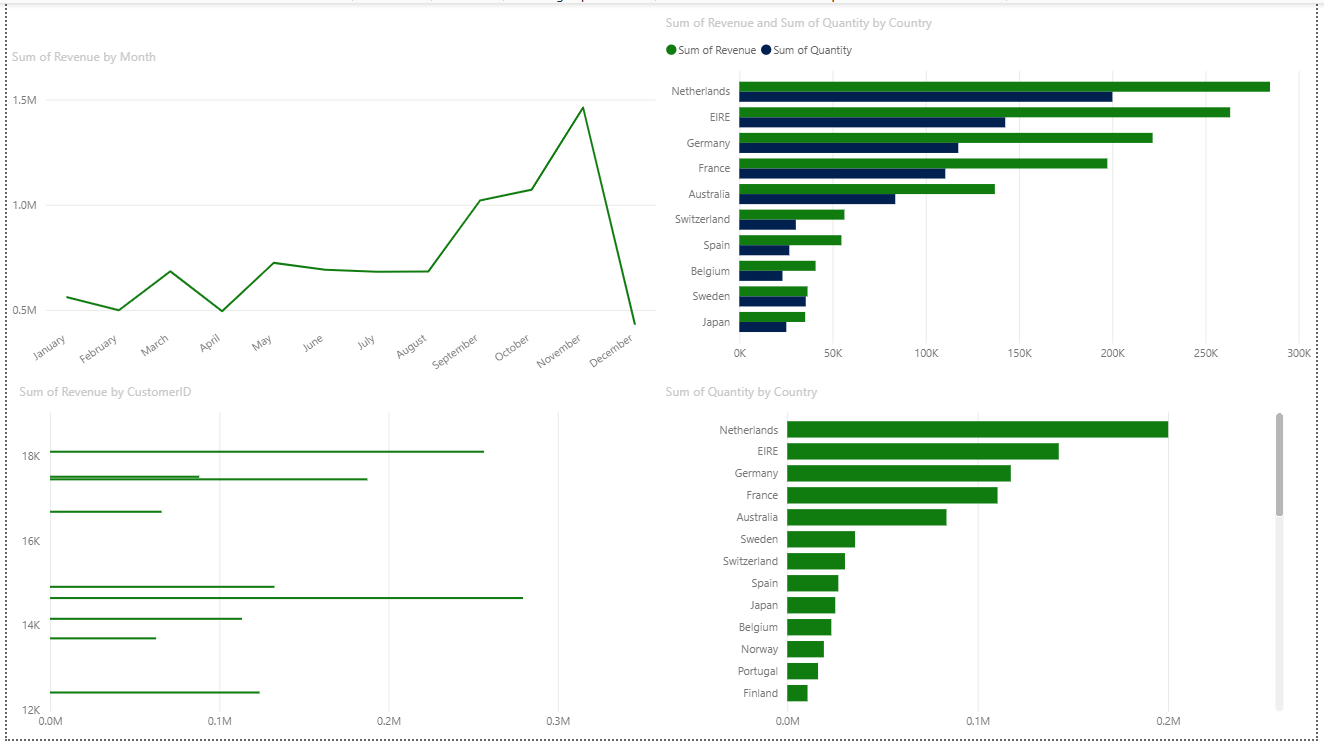 Sum of Revenue by Month
1.5M
1.0M
0.5M
January
February
March
April
May
June
July
August
September
October
November
December
Sum of Revenue and Sum of Quantity by Country
Sum of Revenue Sum of Quantity
Netherlands
EIRE
Germany
France
Australia
Switzerland
Spain
Belgium
Sweden
Japan
0K 50K 100K 150K 200K 250K 300K
Sum of Revenue by CustomerID
18K
16K
14K
12K
0.0M 0.1M 0.2M 0.3M
Sum of Quantity by Country
Netherlands
EIRE
Germany
France
Australia
Sweden
Switzerland
Spain
Japan
Belgium
Norway
Portugal
Finland
0.0M 0.1M 0.2M